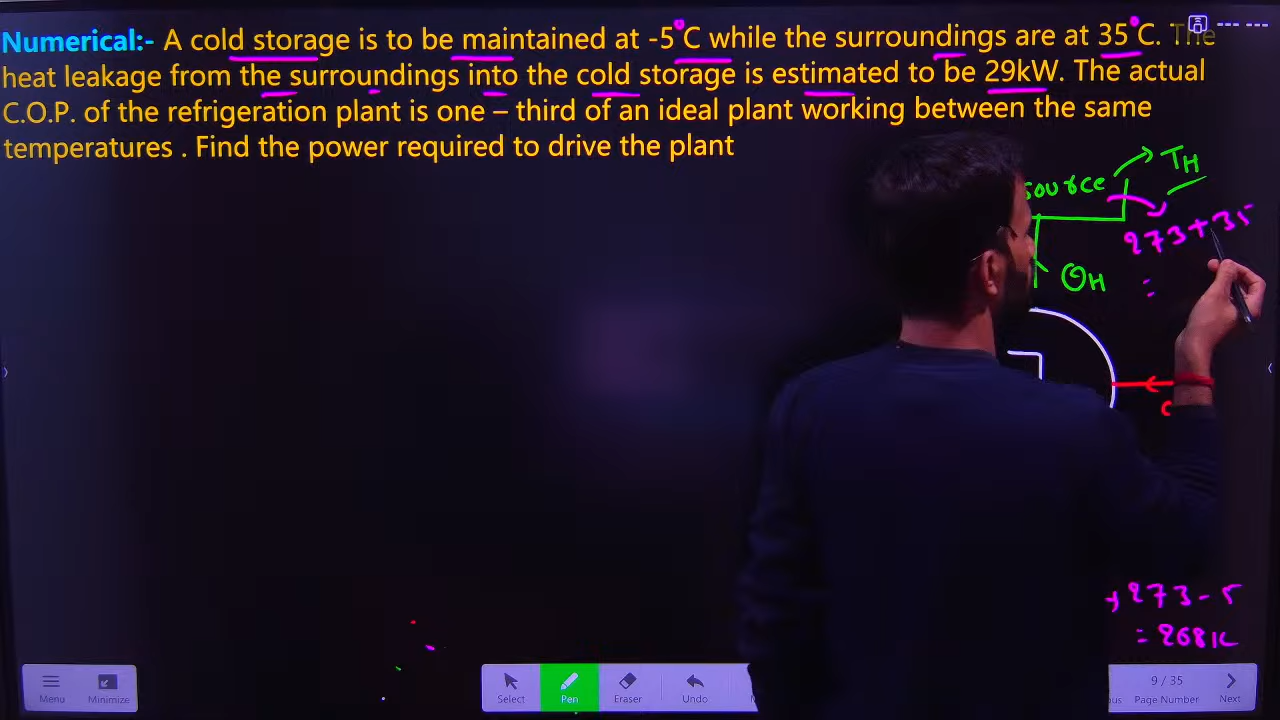 Numerical:- A cold storage is to be maintained at -5°C while the surroundings are at 35°C. The
heat leakage from the surroundings into the cold storage is estimated to be 29kW. The actual
C.O.P. of the refrigeration plant is one – third of an ideal plant working between the same
temperatures . Find the power required to drive the plant
source
TH
273+35
=
QH
273-5
= 268K
Menu
Minimize
Select
Pen
Eraser
Undo
9 / 35
Page Number
Next